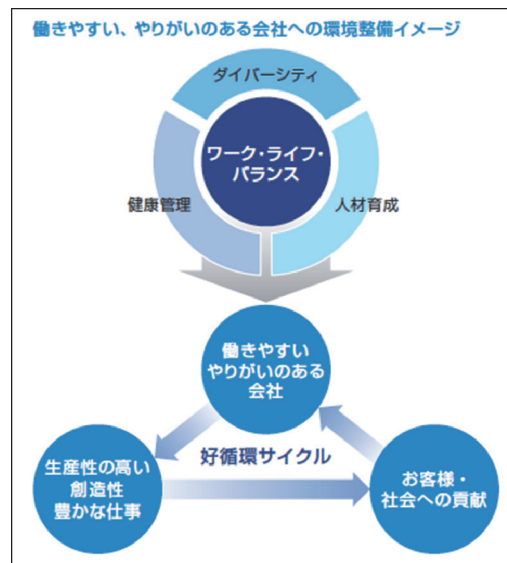 働きやすい、やりがいのある会社への環境整備イメージ
ダイバーシティ
ワーク・ライフ・
バランス
健康管理
人材育成
働きやすい
やりがいのある
会社
好循環サイクル
生産性の高い
創造性
豊かな仕事
お客様・
社会への貢献